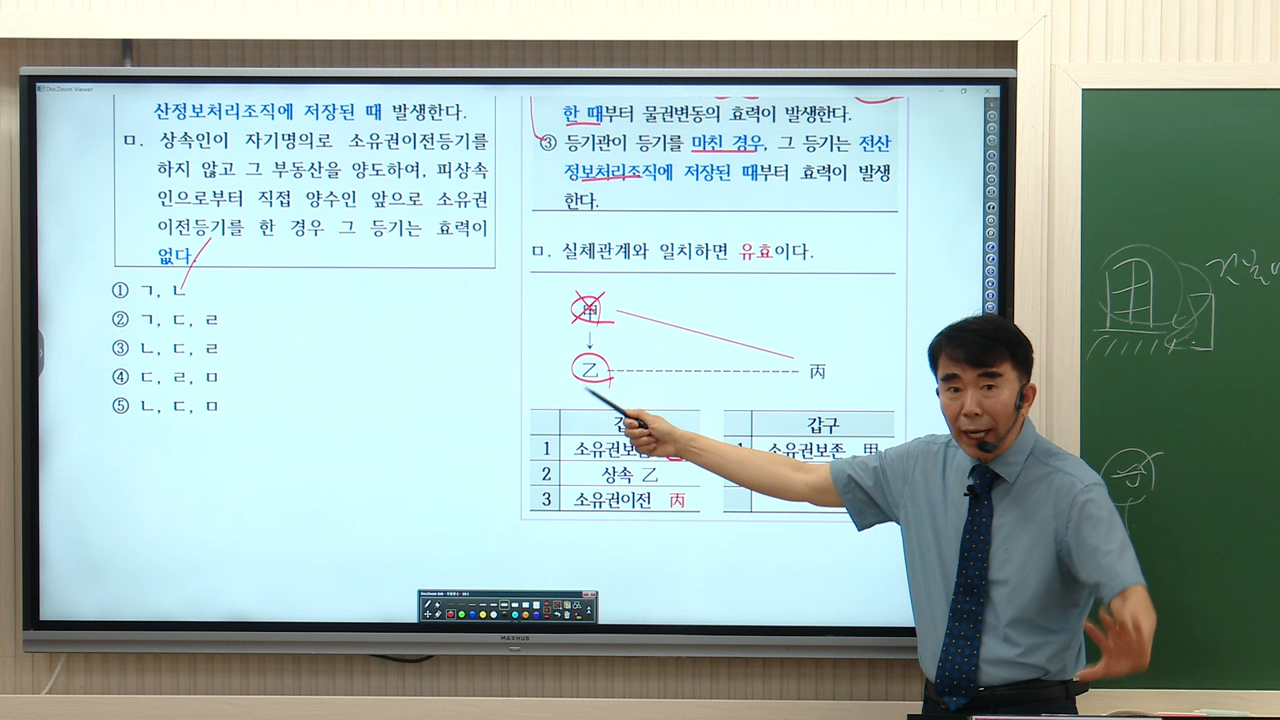 DocZoom Viewer
산정보처리조직에 저장된 때 발생한다.
ㅁ. 상속인이 자기명의로 소유권이전등기를
하지 않고 그 부동산을 양도하여, 피상속
인으로부터 직접 양수인 앞으로 소유권
이전등기를 한 경우 그 등기는 효력이
없다.
① ㄱ, ㄴ
② ㄱ, ㄷ, ㄹ
③ ㄴ, ㄷ, ㄹ
④ ㄷ, ㄹ, ㅁ
⑤ ㄴ, ㄷ, ㅁ
한 때부터 물권변동의 효력이 발생한다.
③ 등기관이 등기를 마친 경우, 그 등기는 전산
정보처리조직에 저장된 때부터 효력이 발생
한다.
ㅁ. 실체관계와 일치하면 유효이다.
甲
↓
乙 丙
1 소유권보
2 상속 乙
3 소유권이전 丙
갑구
1 소유권보존 甲
MAXHUB
甲